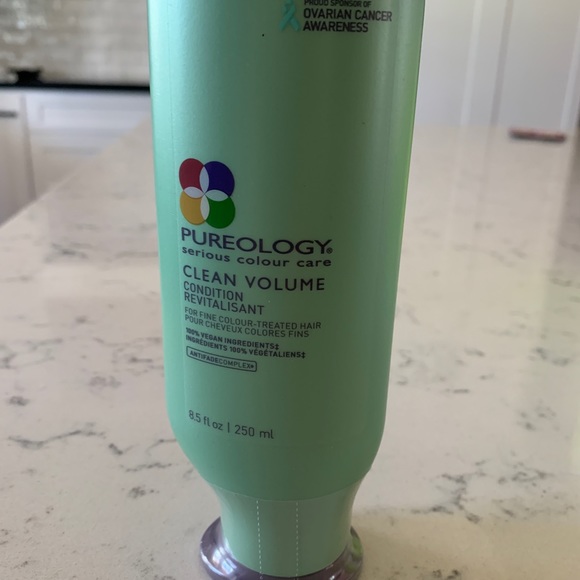 PROUD SPONSOR OF
OVARIAN CANCER
AWARENESS
PUREOLOGY®
serious colour care
CLEAN VOLUME
CONDITION
REVITALISANT
FOR FINE COLOUR-TREATED HAIR
POUR CHEVEUX COLORÉS FINS
100% VEGAN INGREDIENTS‡
INGRÉDIENTS 100% VÉGÉTALIENS‡
ANTIFADECOMPLEX®
8.5 fl oz | 250 ml